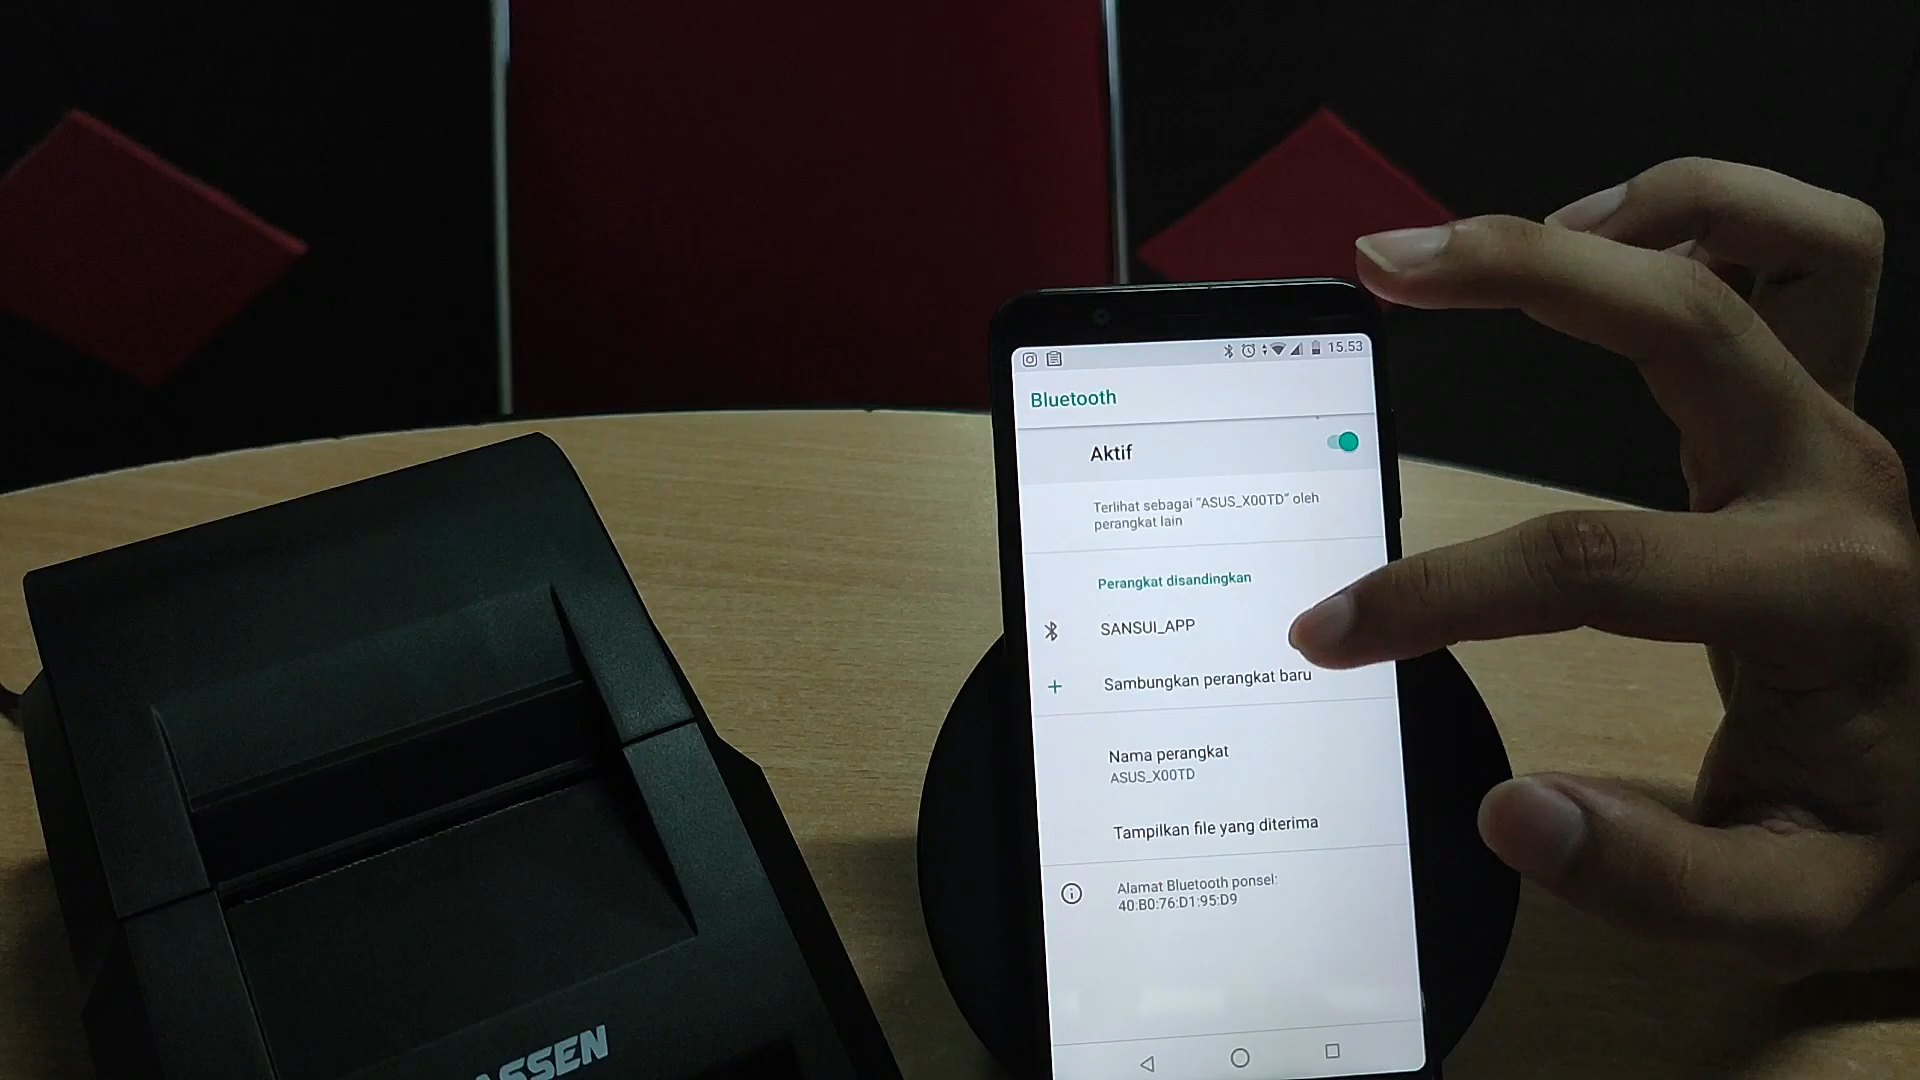 15.53
Bluetooth
Aktif
Terlihat sebagai "ASUS_X00TD" oleh
perangkat lain
Perangkat disandingkan
SANSUI_APP
Sambungkan perangkat baru
Nama perangkat
ASUS_X00TD
Tampilkan file yang diterima
Alamat Bluetooth ponsel:
40:B0:76:D1:95:D9